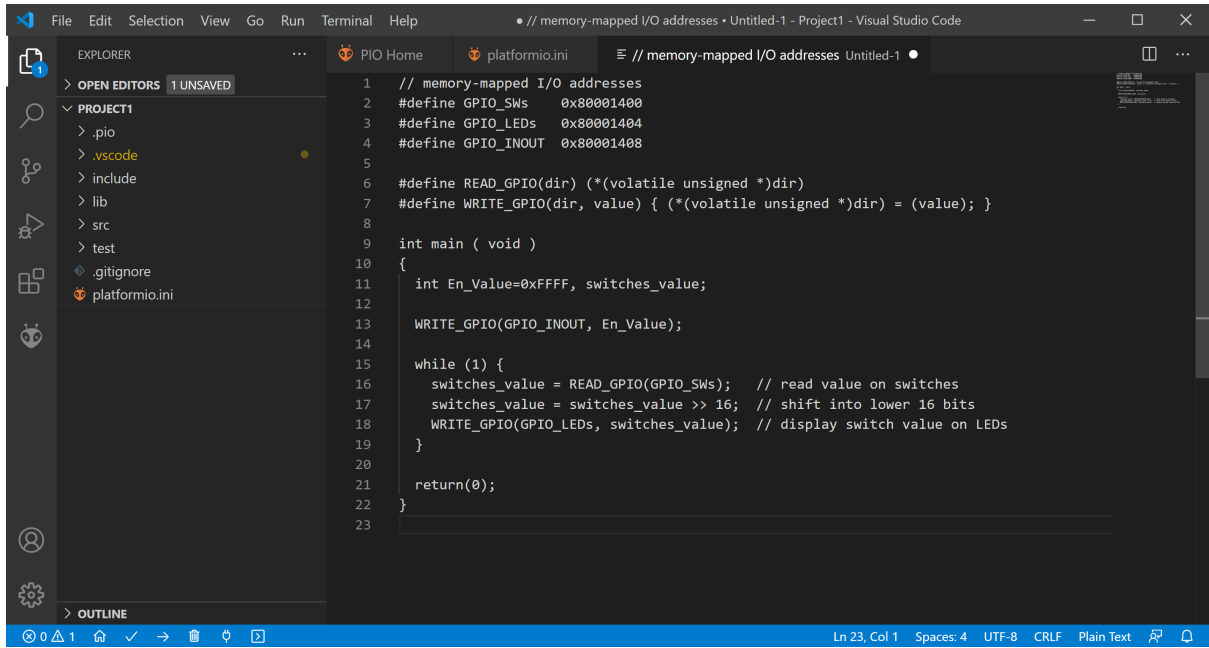 File Edit Selection View Go Run Terminal Help ● // memory-mapped I/O addresses • Untitled-1 - Project1 - Visual Studio Code
EXPLORER
OPEN EDITORS 1 UNSAVED
PROJECT1
.pio
.vscode
include
lib
src
test
.gitignore
platformio.ini
OUTLINE
PIO Home platformio.ini // memory-mapped I/O addresses Untitled-1 ●
1 // memory-mapped I/O addresses
2 #define GPIO_SWs    0x80001400
3 #define GPIO_LEDs   0x80001404
4 #define GPIO_INOUT  0x80001408
5
6 #define READ_GPIO(dir) (*(volatile unsigned *)dir)
7 #define WRITE_GPIO(dir, value) { (*(volatile unsigned *)dir) = (value); }
8
9 int main ( void )
10 {
11   int En_Value=0xFFFF, switches_value;
12
13   WRITE_GPIO(GPIO_INOUT, En_Value);
14
15   while (1) {
16     switches_value = READ_GPIO(GPIO_SWs);   // read value on switches
17     switches_value = switches_value >> 16;  // shift into lower 16 bits
18     WRITE_GPIO(GPIO_LEDs, switches_value);  // display switch value on LEDs
19   }
20
21   return(0);
22 }
23
1
0 1 Ln 23, Col 1 Spaces: 4 UTF-8 CRLF Plain Text